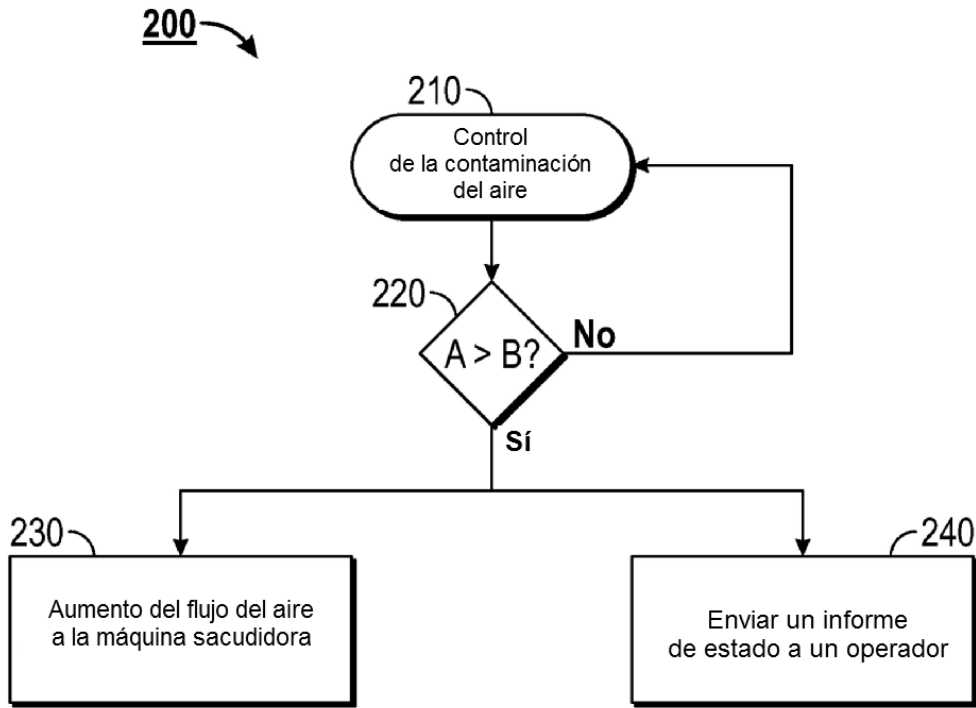 200
210
Control
de la contaminación
del aire
220
A > B?
No
Sí
230
Aumento del flujo del aire
a la máquina sacudidora
240
Enviar un informe
de estado a un operador